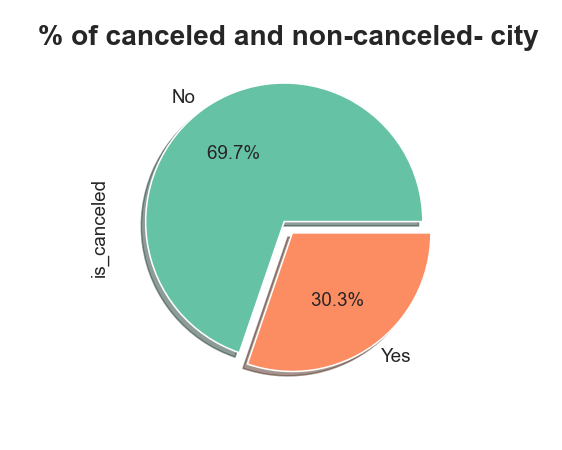 % of canceled and non-canceled- city
No
69.7%
is_canceled
30.3%
Yes